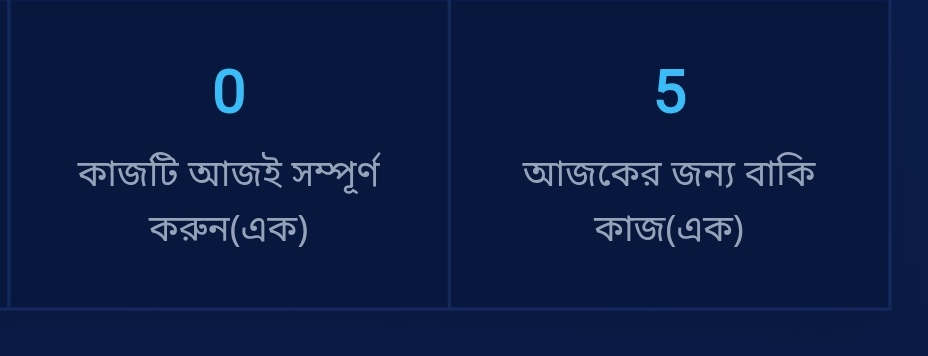 0
কাজটি আজই সম্পূর্ণ
করুন(এক)
5
আজকের জন্য বাকি
কাজ(এক)